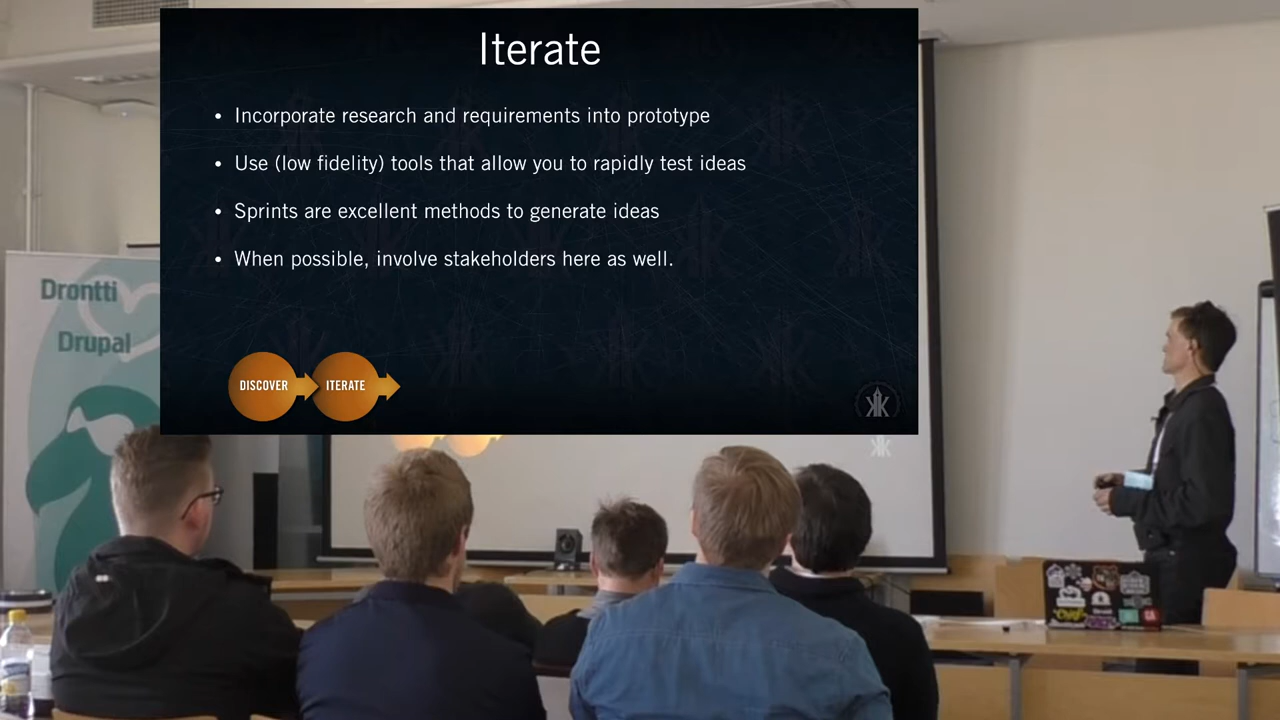 Iterate
• Incorporate research and requirements into prototype
• Use (low fidelity) tools that allow you to rapidly test ideas
• Sprints are excellent methods to generate ideas
• When possible, involve stakeholders here as well.
DISCOVER
ITERATE
Drontti
Drupal